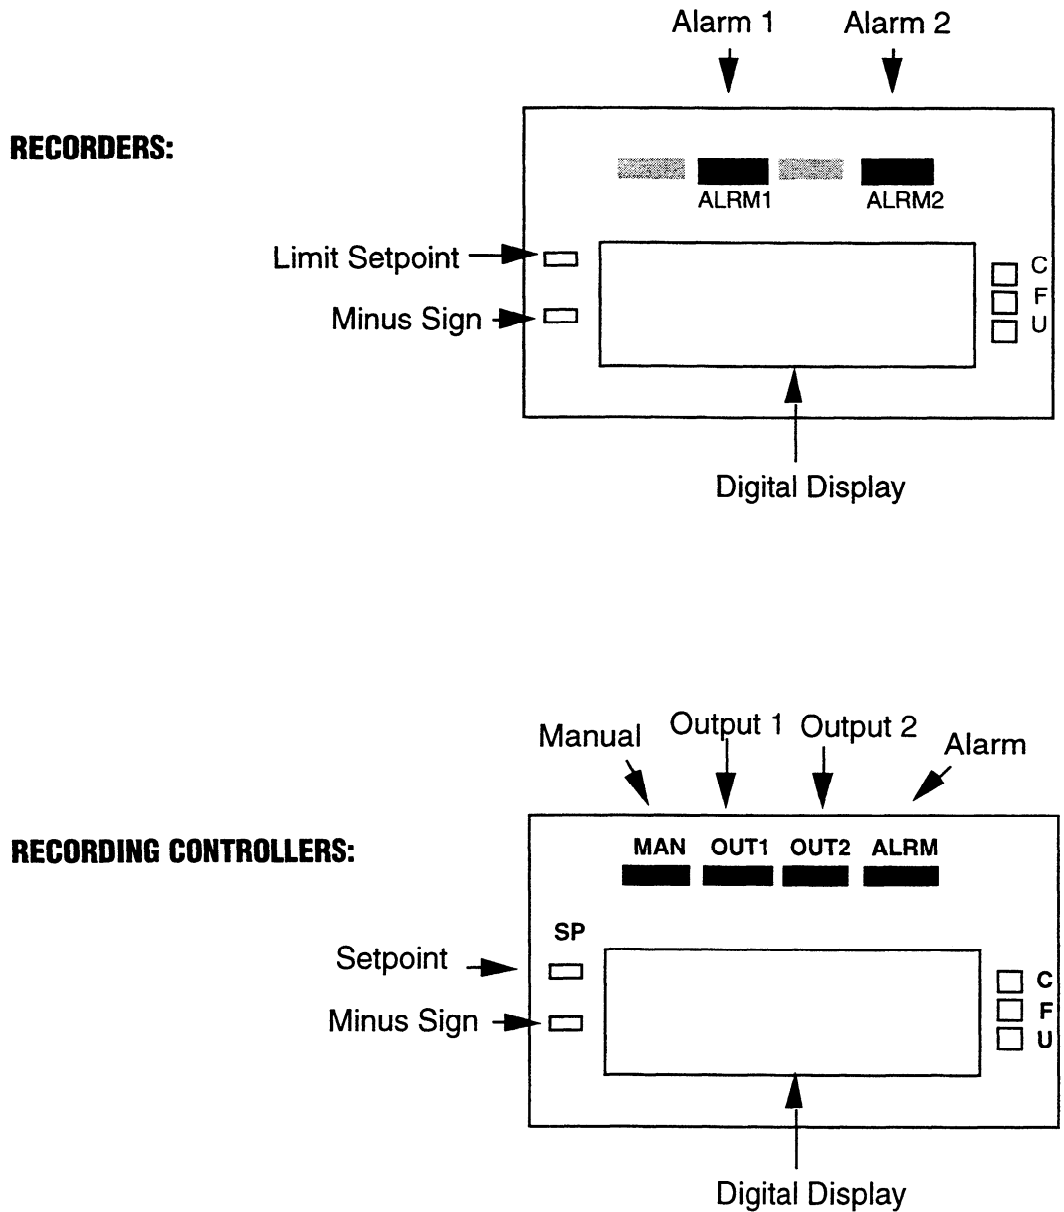 Alarm 1 Alarm 2
RECORDERS:
ALRM1 ALRM2
Limit Setpoint
C
F
Minus Sign
U
Digital Display
Manual Output 1 Output 2 Alarm
RECORDING CONTROLLERS:
MAN OUT1 OUT2 ALRM
SP
Setpoint
C
F
Minus Sign
U
Digital Display